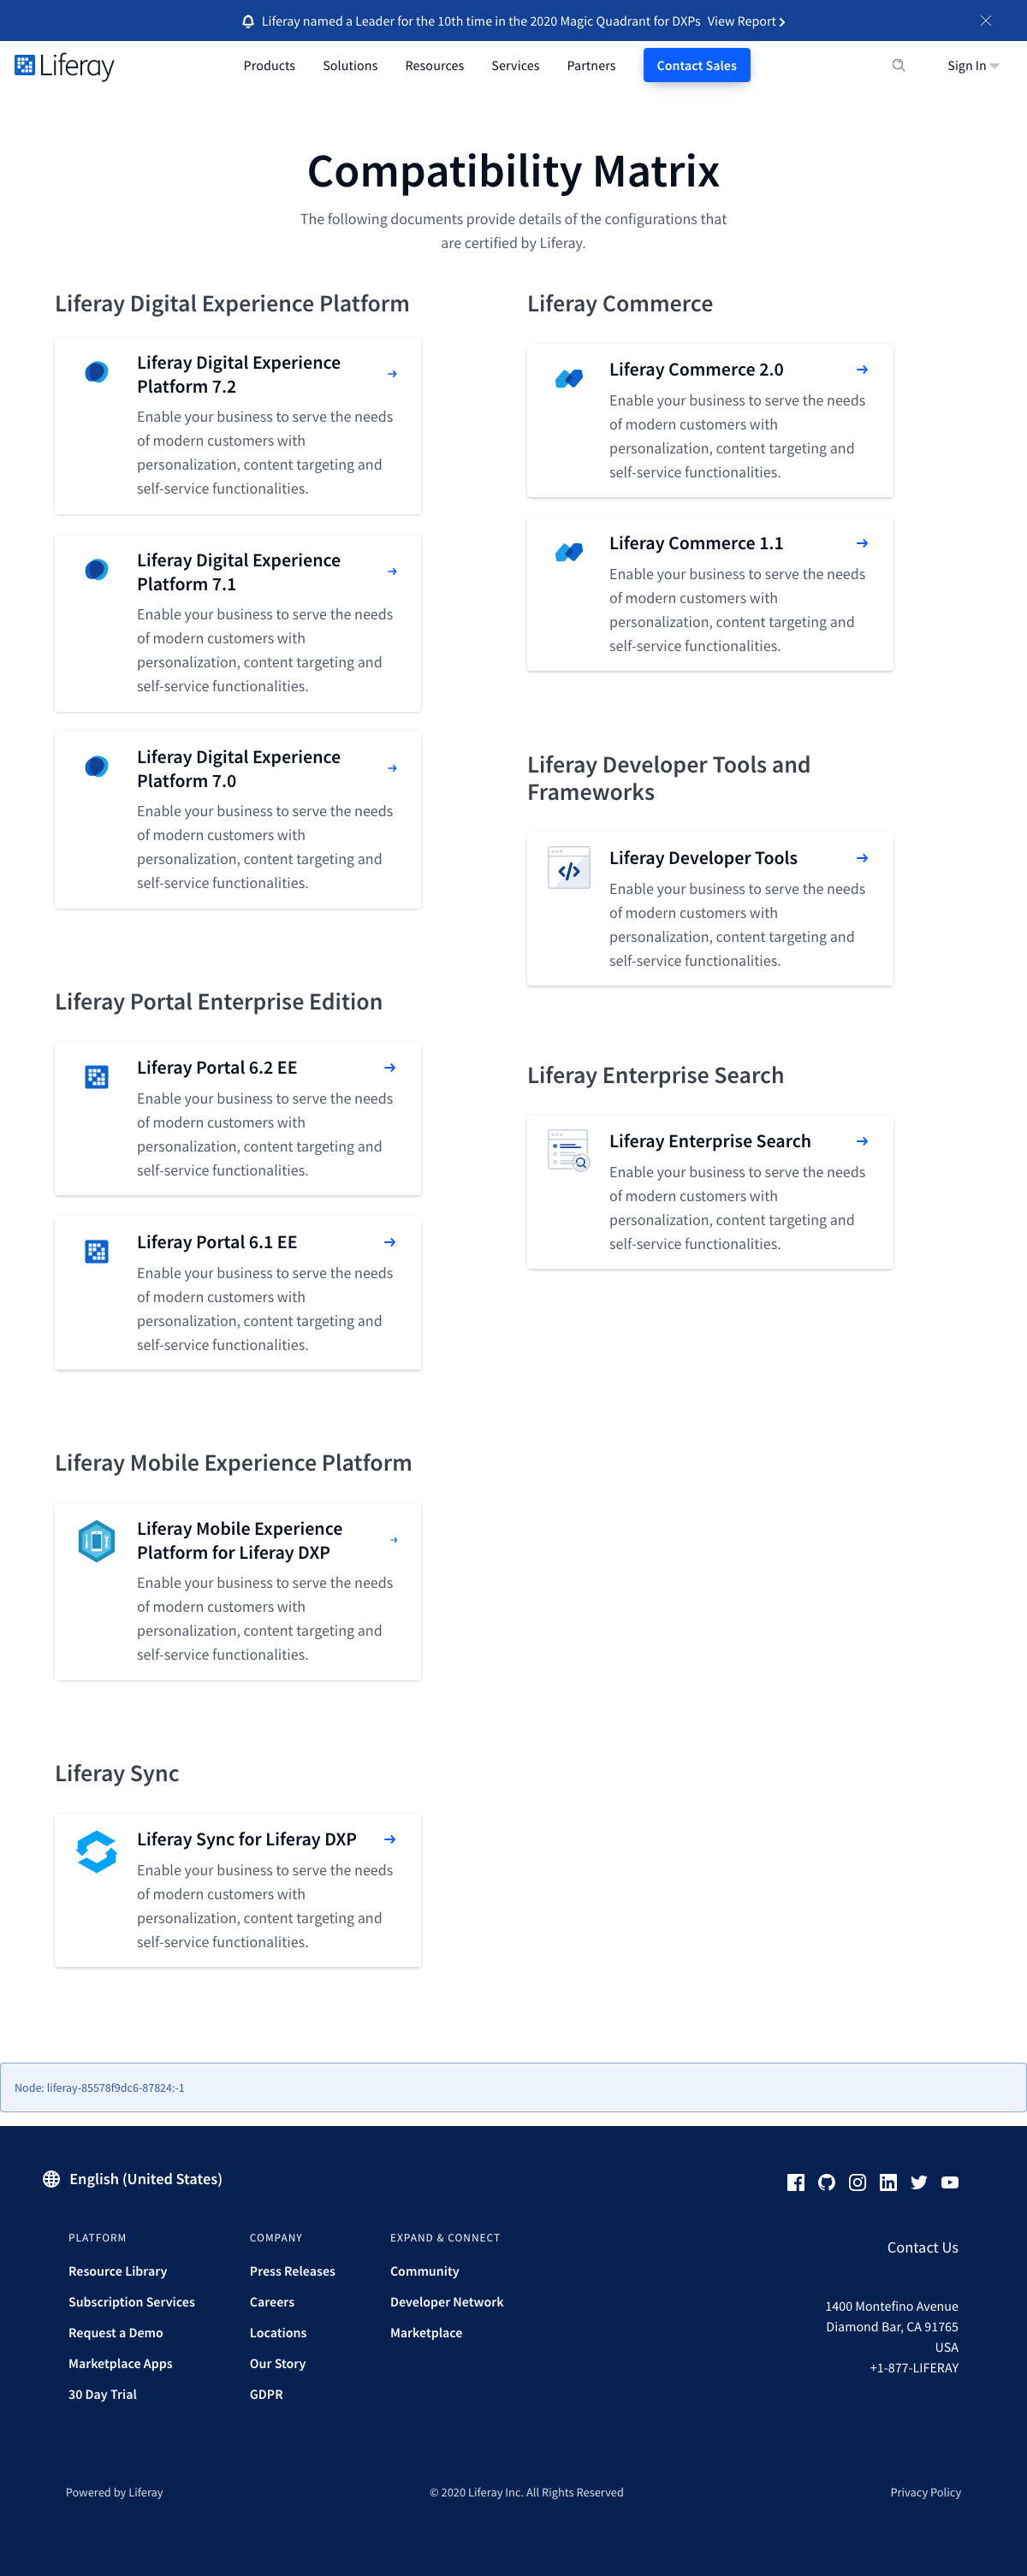 Liferay named a Leader for the 10th time in the 2020 Magic Quadrant for DXPs View Report
Liferay
Products Solutions Resources Services Partners Contact Sales Sign In
Compatibility Matrix
The following documents provide details of the configurations that
are certified by Liferay.
Liferay Digital Experience Platform
Liferay Digital Experience
Platform 7.2
Enable your business to serve the needs
of modern customers with
personalization, content targeting and
self-service functionalities.
Liferay Digital Experience
Platform 7.1
Enable your business to serve the needs
of modern customers with
personalization, content targeting and
self-service functionalities.
Liferay Digital Experience
Platform 7.0
Enable your business to serve the needs
of modern customers with
personalization, content targeting and
self-service functionalities.
Liferay Portal Enterprise Edition
Liferay Portal 6.2 EE
Enable your business to serve the needs
of modern customers with
personalization, content targeting and
self-service functionalities.
Liferay Portal 6.1 EE
Enable your business to serve the needs
of modern customers with
personalization, content targeting and
self-service functionalities.
Liferay Mobile Experience Platform
Liferay Mobile Experience
Platform for Liferay DXP
Enable your business to serve the needs
of modern customers with
personalization, content targeting and
self-service functionalities.
Liferay Sync
Liferay Sync for Liferay DXP
Enable your business to serve the needs
of modern customers with
personalization, content targeting and
self-service functionalities.
Liferay Commerce
Liferay Commerce 2.0
Enable your business to serve the needs
of modern customers with
personalization, content targeting and
self-service functionalities.
Liferay Commerce 1.1
Enable your business to serve the needs
of modern customers with
personalization, content targeting and
self-service functionalities.
Liferay Developer Tools and
Frameworks
Liferay Developer Tools
Enable your business to serve the needs
of modern customers with
personalization, content targeting and
self-service functionalities.
Liferay Enterprise Search
Liferay Enterprise Search
Enable your business to serve the needs
of modern customers with
personalization, content targeting and
self-service functionalities.
Node: liferay-85578f9dc6-87824:-1
English (United States)
PLATFORM
Resource Library
Subscription Services
Request a Demo
Marketplace Apps
30 Day Trial
COMPANY
Press Releases
Careers
Locations
Our Story
GDPR
EXPAND & CONNECT
Community
Developer Network
Marketplace
Contact Us
1400 Montefino Avenue
Diamond Bar, CA 91765
USA
+1-877-LIFERAY
Powered by Liferay
© 2020 Liferay Inc. All Rights Reserved
Privacy Policy